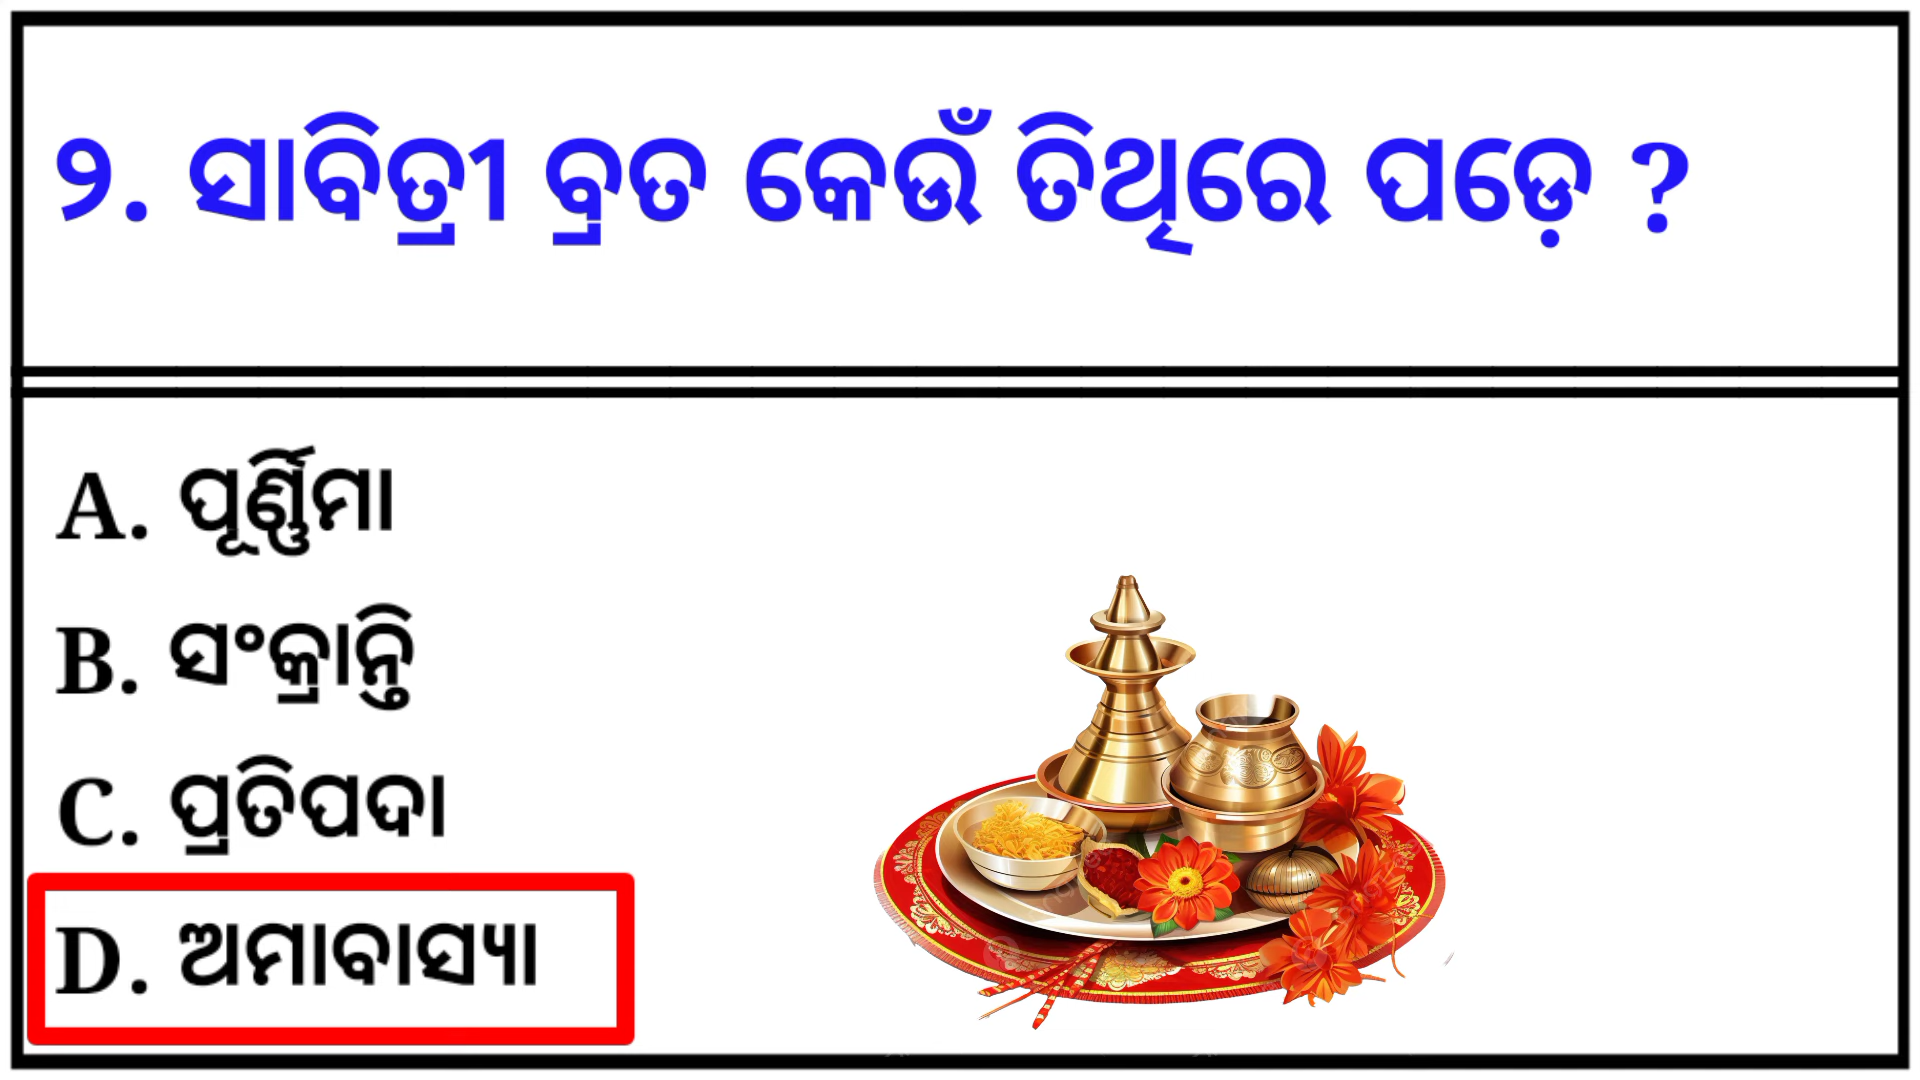 ୨. ସାବିତ୍ରୀ ବ୍ରତ କେଉଁ ତିଥିରେ ପଡ଼େ ?
A. ପୂର୍ଣ୍ଣିମା
B. ସଂକ୍ରାନ୍ତି
C. ପ୍ରତିପଦା
D. ଅମାବାସ୍ୟା